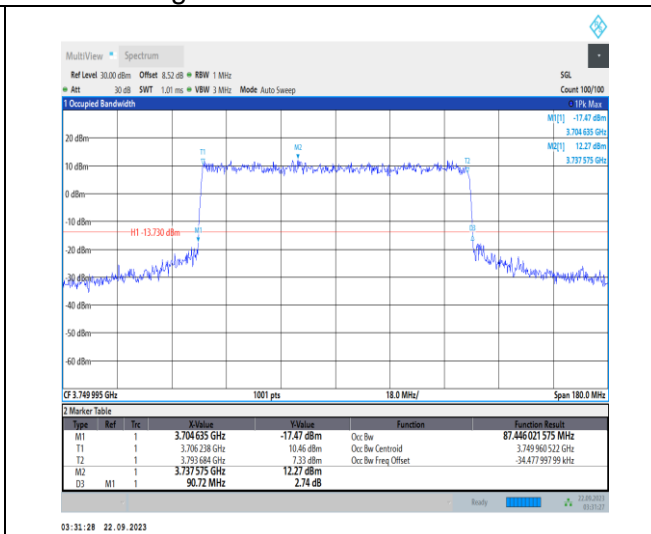 MultiView Spectrum
Ref Level 30.00 dBm Offset 8.52 dB RBW 1 MHz SGL
Att 30 dB SWT 1.01 ms VBW 3 MHz Mode Auto Sweep Count 100/100
1 Occupied Bandwidth 1Pk Max
M1[1] -17.47 dBm
3.704 635 GHz
M2[1] 12.27 dBm
3.737 575 GHz
20 dBm
T1
M2
T2
10 dBm
0 dBm
-10 dBm
H1 -13.730 dBm
M1
D3
-20 dBm
-30 dBm
-40 dBm
-50 dBm
-60 dBm
CF 3.749 995 GHz 1001 pts 18.0 MHz/ Span 180.0 MHz
2 Marker Table
Type Ref Trc X-Value Y-Value Function Function Result
M1 1 3.704 635 GHz -17.47 dBm Occ Bw 87.446 021 575 MHz
T1 1 3.706 238 GHz 10.46 dBm Occ Bw Centroid 3.749 960 522 GHz
T2 1 3.793 684 GHz 7.33 dBm Occ Bw Freq Offset -34.477 997 99 kHz
M2 1 3.737 575 GHz 12.27 dBm
D3 M1 1 90.72 MHz 2.74 dB
Ready 22.09.2023
03:31:27
03:31:28 22.09.2023